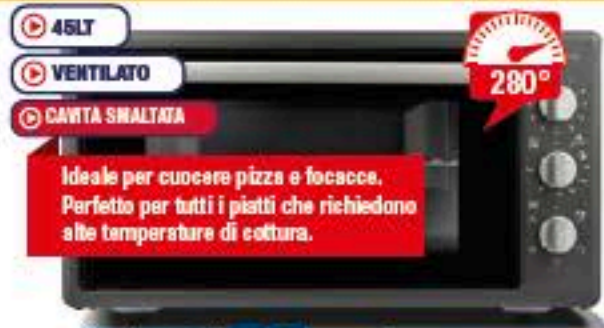 45LT
VENTILATO
CAVITA SMALTATA
280°
Ideale per cuocere pizza e focacce.
Perfetto per tutti i piatti che richiedono
alte temperature di cottura.